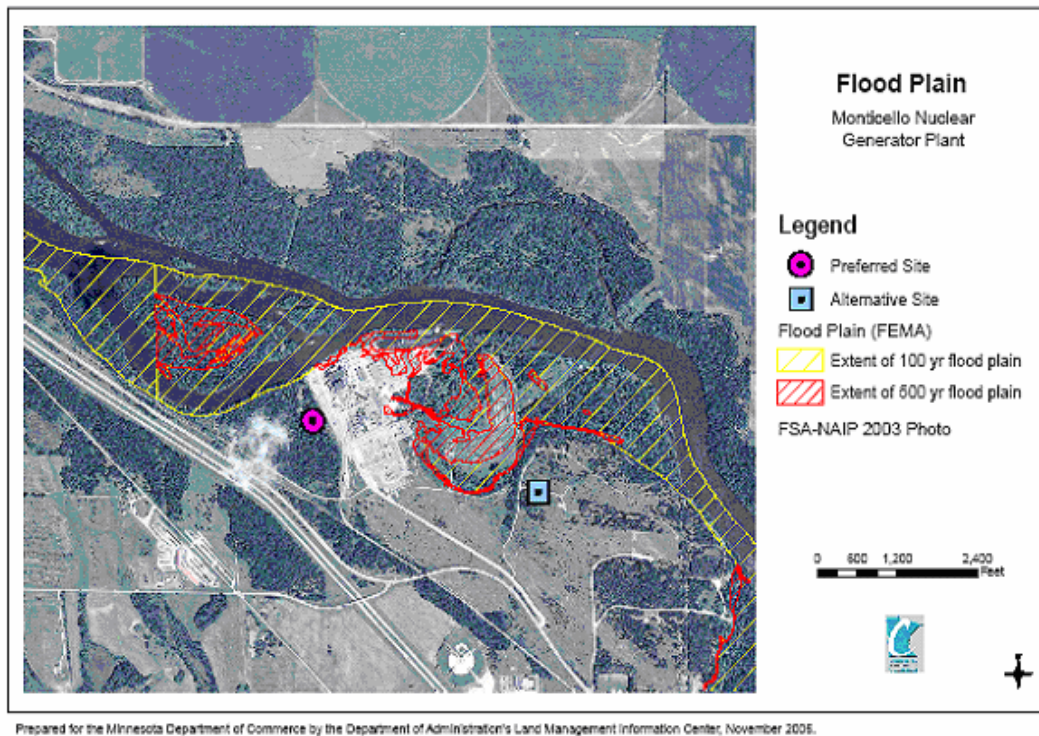 Flood Plain
Monticello Nuclear
Generator Plant
Legend
Preferred Site
Alternative Site
Flood Plain (FEMA)
Extent of 100 yr flood plain
Extent of 500 yr flood plain
FSA-NAIP 2003 Photo
0 600 1,200 2,400
Feet
Prepared for the Minnesota Department of Commerce by the Department of Administration's Land Management Information Center, November 2005.